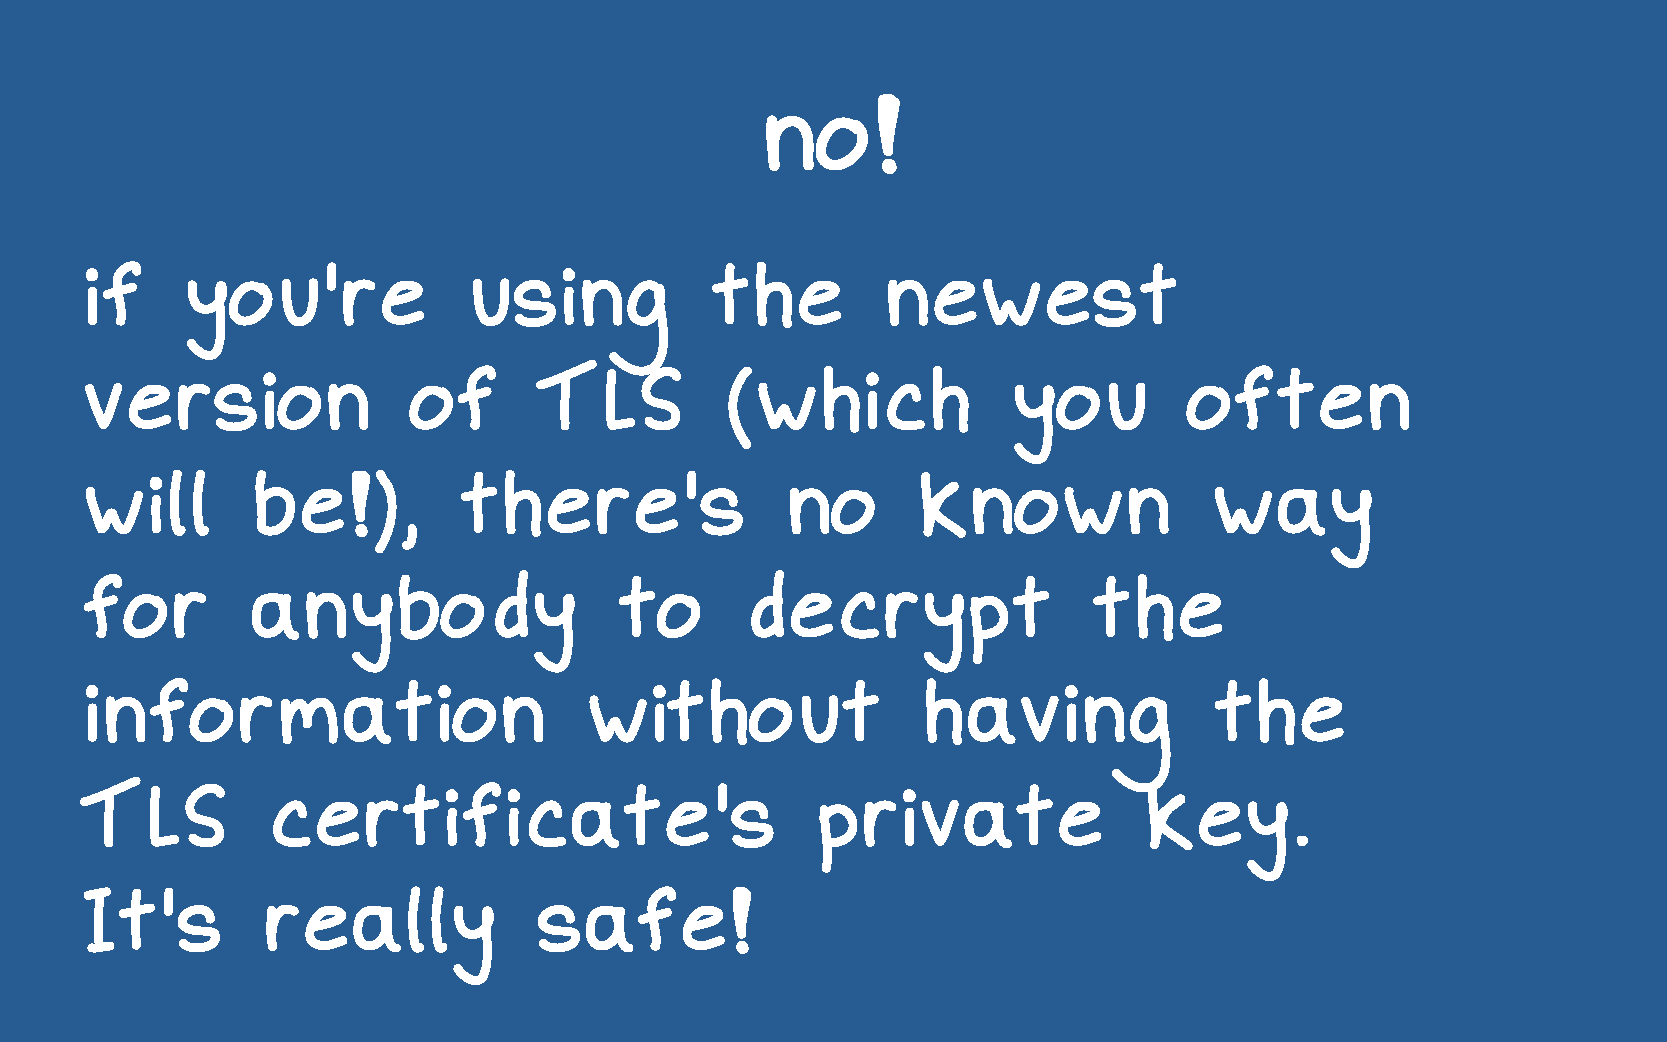 no!
if you're using the newest
version of TLS (which you often
will be!), there's no known way
for anybody to decrypt the
information without having the
TLS certificate's private key.
It's really safe!